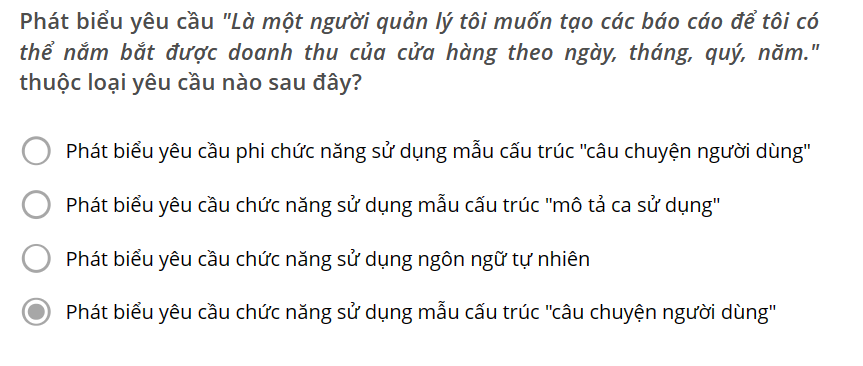 Phát biểu yêu cầu "Là một người quản lý tôi muốn tạo các báo cáo để tôi có
thể nắm bắt được doanh thu của cửa hàng theo ngày, tháng, quý, năm."
thuộc loại yêu cầu nào sau đây?
Phát biểu yêu cầu phi chức năng sử dụng mẫu cấu trúc "câu chuyện người dùng"
Phát biểu yêu cầu chức năng sử dụng mẫu cấu trúc "mô tả ca sử dụng"
Phát biểu yêu cầu chức năng sử dụng ngôn ngữ tự nhiên
Phát biểu yêu cầu chức năng sử dụng mẫu cấu trúc "câu chuyện người dùng"